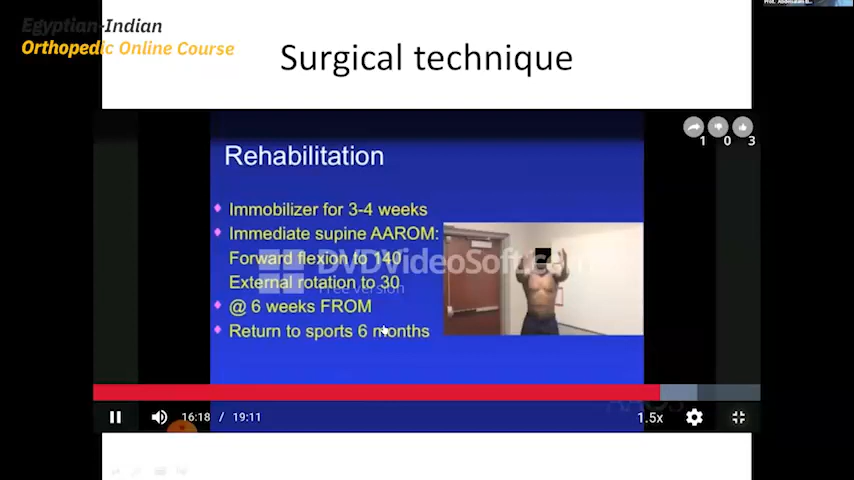 Egyptian-Indian
Orthopedic Online Course
Surgical technique
1 0 3
Rehabilitation
Immobilizer for 3-4 weeks
Immediate supine AAROM:
Forward flexion to 140
External rotation to 30
@ 6 weeks FROM
Return to sports 6 months
DVDVideoSoft.com
Free version
AAOS
16:18 / 19:11
1.5x